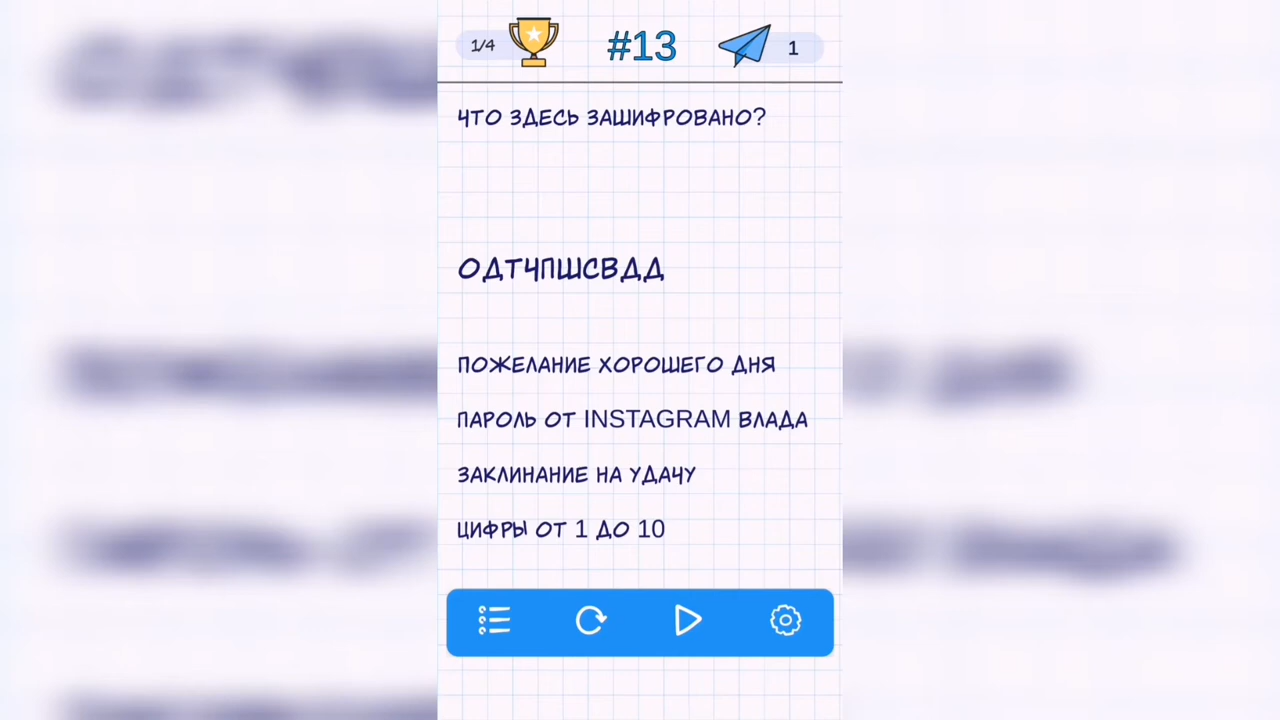 1/4 #13 1
ЧТО ЗДЕСЬ ЗАШИФРОВАНО?
ОДТЧПШСВДД
ПОЖЕЛАНИЕ ХОРОШЕГО ДНЯ
ПАРОЛЬ ОТ INSTAGRAM ВЛАДА
ЗАКЛИНАНИЕ НА УДАЧУ
ЦИФРЫ ОТ 1 ДО 10